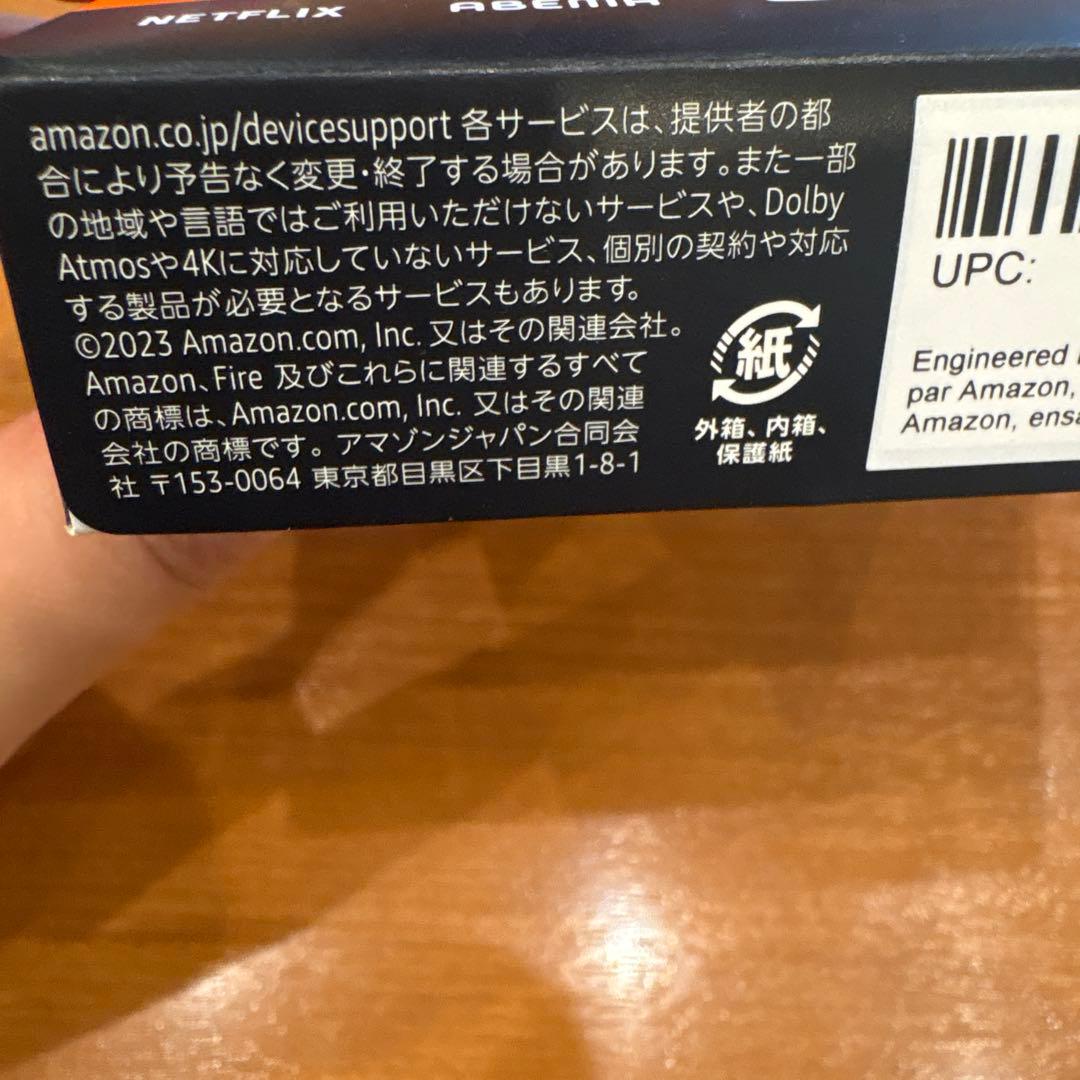 NETFLIX
ABEMA
amazon.co.jp/devicesupport 各サービスは、提供者の都
合により予告なく変更・終了する場合があります。また一部
の地域や言語ではご利用いただけないサービスや、Dolby
Atmosや4Kに対応していないサービス、個別の契約や対応
する製品が必要となるサービスもあります。
©2023 Amazon.com, Inc. 又はその関連会社。
Amazon、Fire 及びこれらに関連するすべて
の商標は、Amazon.com, Inc. 又はその関連
会社の商標です。アマゾンジャパン合同会
社 〒153-0064 東京都目黒区下目黒1-8-1
紙
外箱、内箱、
保護紙
UPC:
Engineered
par Amazon,
Amazon,